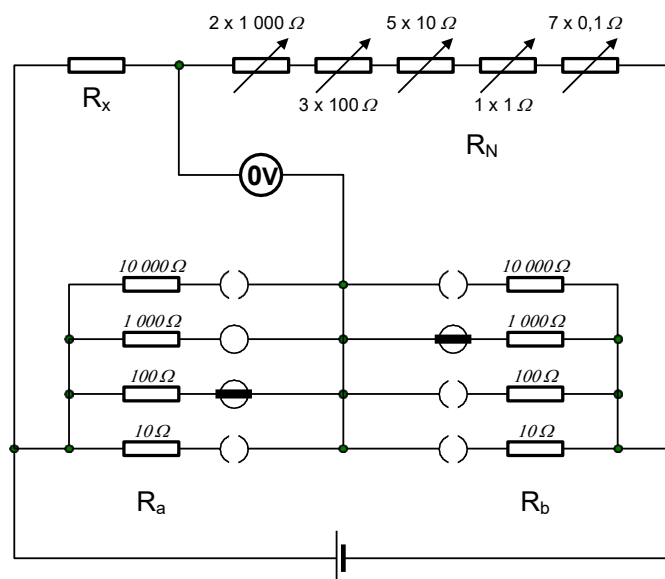 2 x 1 000 Ω
5 x 10 Ω
7 x 0,1 Ω
Rx
3 x 100 Ω
1 x 1 Ω
RN
0V
10 000 Ω
10 000 Ω
1 000 Ω
1 000 Ω
100 Ω
100 Ω
10 Ω
10 Ω
Ra
Rb